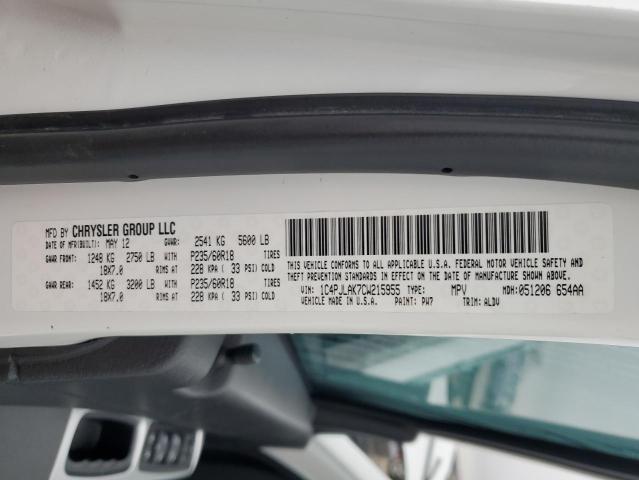 MFD BY CHRYSLER GROUP LLC
DATE OF MFR(BUILT): MAY 12 GVWR: 2541 KG 5600 LB
GAWR FRONT: 1248 KG 2750 LB WITH P235/60R18 TIRES
18X7.0 RIMS AT 228 KPA ( 33 PSI) COLD
GAWR REAR: 1452 KG 3200 LB WITH P235/60R18 TIRES
18X7.0 RIMS AT 228 KPA ( 33 PSI) COLD
THIS VEHICLE CONFORMS TO ALL APPLICABLE U.S.A. FEDERAL MOTOR VEHICLE SAFETY AND
THEFT PREVENTION STANDARDS IN EFFECT ON THE DATE OF MANUFACTURE SHOWN ABOVE.
VIN: 1C4PJLAK7CW215955 TYPE: MPV MDH: 051206 654AA
VEHICLE MADE IN U.S.A. PAINT: PW7 TRIM: ALDV